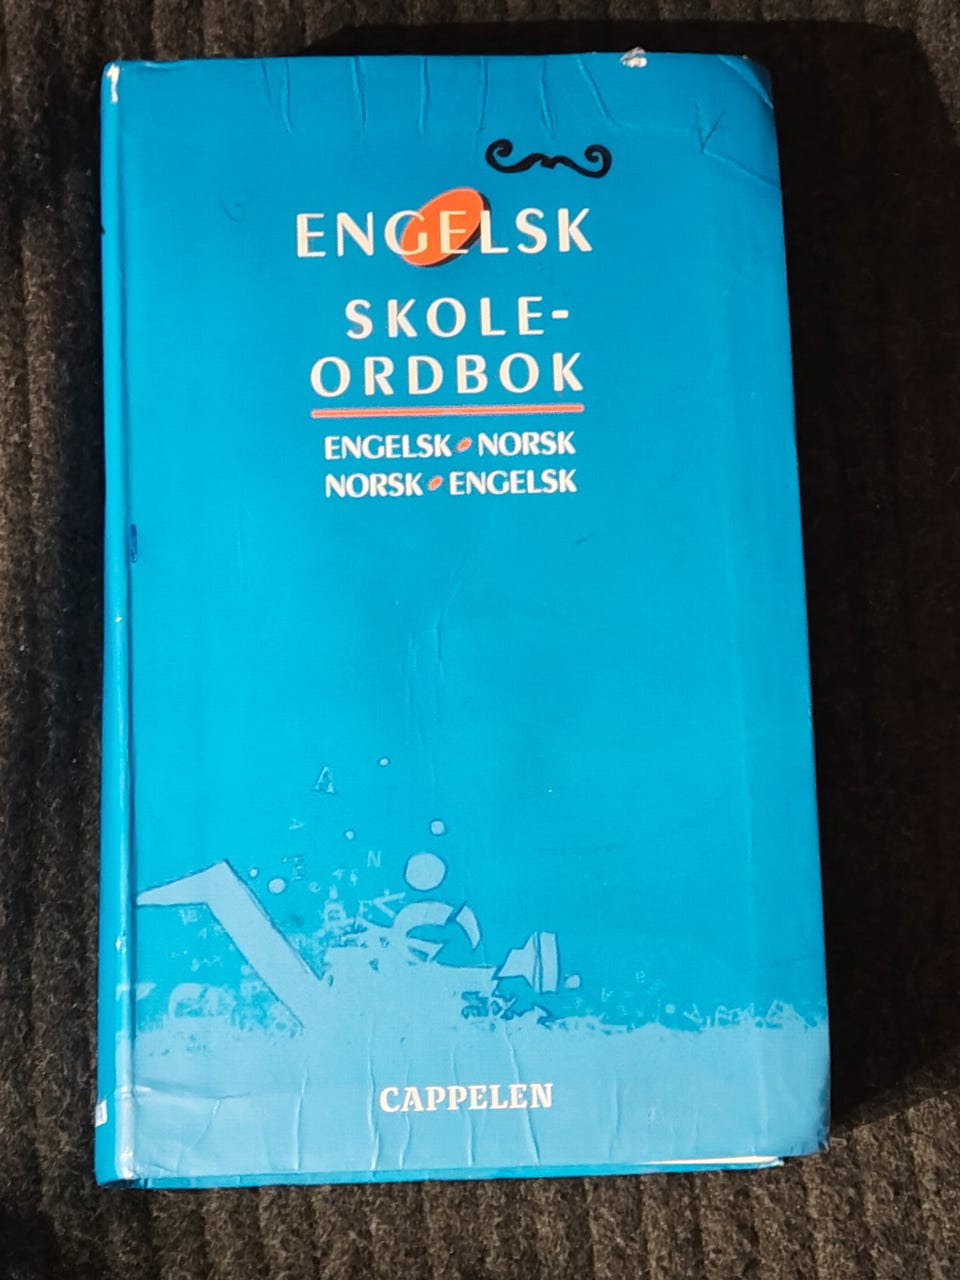 ENGELSK
SKOLE-
ORDBOK
ENGELSK • NORSK
NORSK • ENGELSK
A
N
CAPPELEN